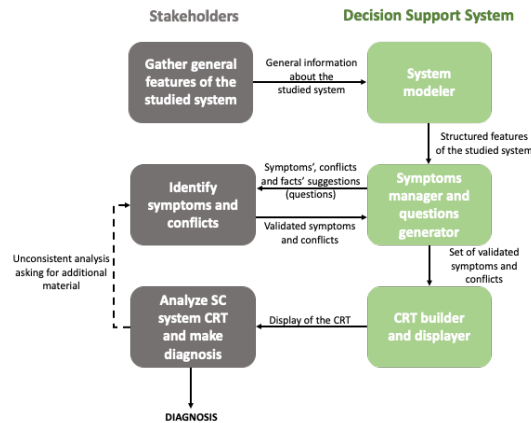 Stakeholders
Decision Support System
Gather general
features of the
studied system
General information
about the
studied system
System
modeler
Structured features
of the studied system
Identify
symptoms and
conflicts
Symptoms', conflicts
and facts' suggestions
(questions)
Validated symptoms
and conflicts
Symptoms
manager and
questions
generator
Unconsistent analysis
asking for additional
material
Set of validated
symptoms and
conflicts
Analyze SC
system CRT
and make
diagnosis
Display of the CRT
CRT builder
and displayer
DIAGNOSIS